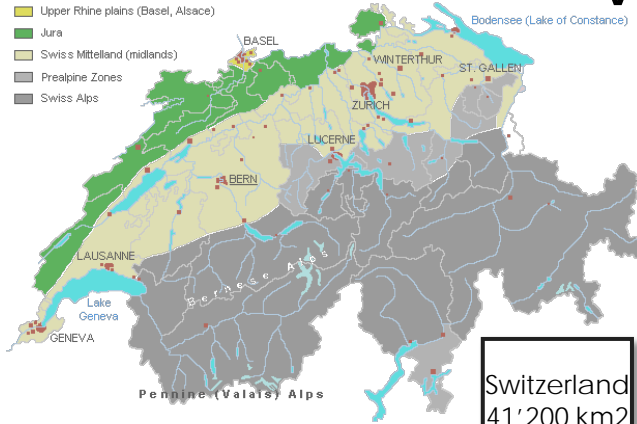 Upper Rhine plains (Basel, Alsace)
Jura
Swiss Mittelland (midlands)
Prealpine Zones
Swiss Alps
Bodensee (Lake of Constance)
BASEL
WINTERTHUR
ST. GALLEN
ZURICH
LUCERNE
BERN
LAUSANNE
Bernese Alps
Lake
Geneva
GENEVA
Pennine (Valais) Alps
Switzerland
41'200 km2